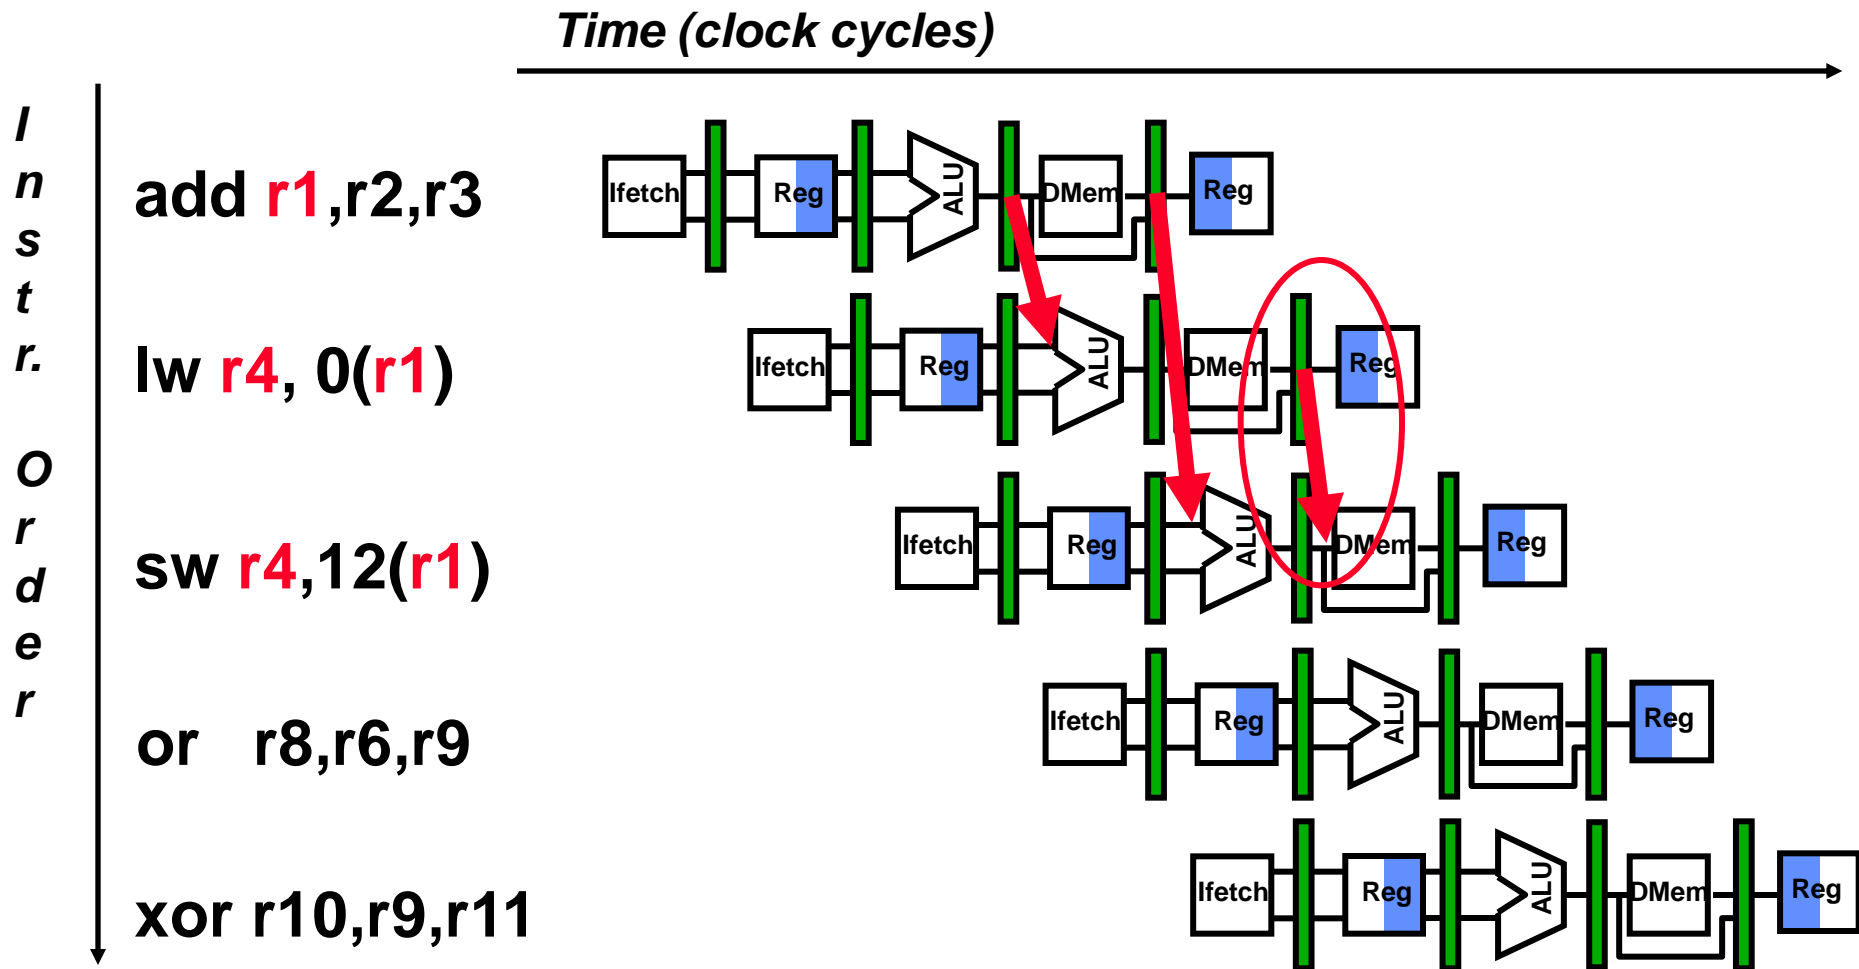 Time (clock cycles)
Instr. Order
add r1,r2,r3
Ifetch Reg ALU DMem Reg
lw r4, 0(r1)
Ifetch Reg ALU DMem Reg
sw r4,12(r1)
Ifetch Reg ALU DMem Reg
or r8,r6,r9
Ifetch Reg ALU DMem Reg
xor r10,r9,r11
Ifetch Reg ALU DMem Reg